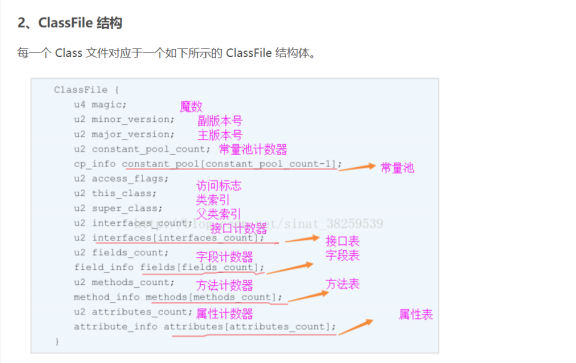 2、ClassFile 结构
每一个 Class 文件对应于一个如下所示的 ClassFile 结构体。
ClassFile {
u4 magic; 魔数
u2 minor_version; 副版本号
u2 major_version; 主版本号
u2 constant_pool_count; 常量池计数器
cp_info constant_pool[constant_pool_count-1]; 常量池
u2 access_flags; 访问标志
u2 this_class; 类索引
u2 super_class; 父类索引
u2 interfaces_count; 接口计数器
sinat_38259539
u2 interfaces[interfaces_count]; 接口表
u2 fields_count; 字段计数器
field_info fields[fields_count]; 字段表
u2 methods_count; 方法计数器
method_info methods[methods_count]; 方法表
u2 attributes_count; 属性计数器
attribute_info attributes[attributes_count]; 属性表
}